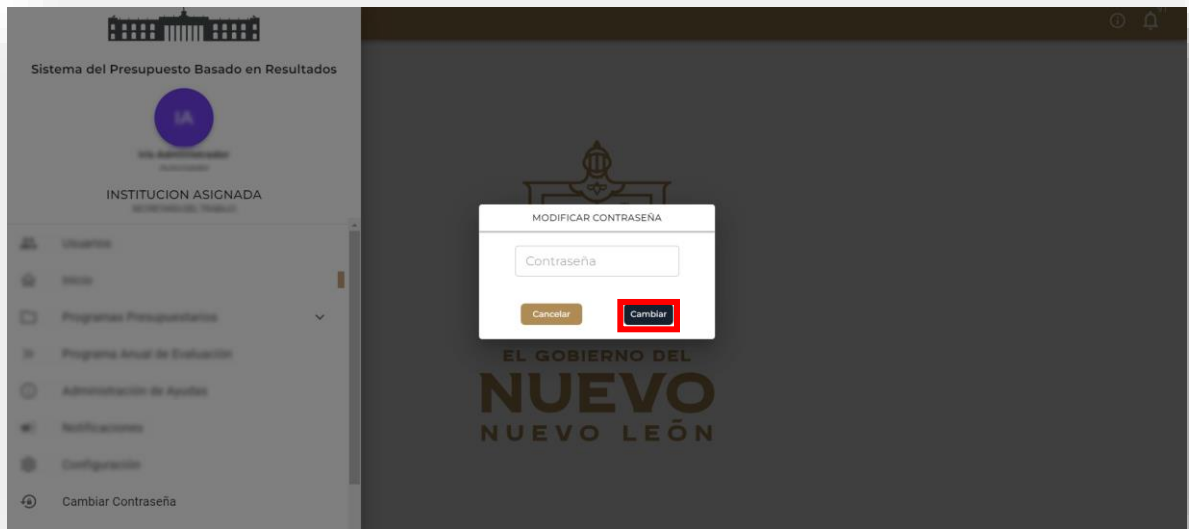 Sistema del Presupuesto Basado en Resultados
IA
INSTITUCION ASIGNADA
Usuarios
Inicio
Programas Presupuestarios
Programa Anual de Evaluación
Administración de Ayudas
Notificaciones
Configuración
Cambiar Contraseña
MODIFICAR CONTRASEÑA
Contraseña
Cancelar
Cambiar
EL GOBIERNO DEL
NUEVO
NUEVO LEÓN